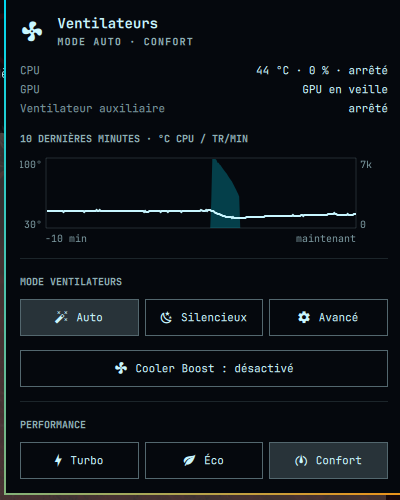 Ventilateurs
MODE AUTO · CONFORT
CPU 44 °C · 0 % · arrêté
GPU GPU en veille
Ventilateur auxiliaire arrêté
10 DERNIÈRES MINUTES · °C CPU / TR/MIN
100° 7k
30° 0
-10 min maintenant
MODE VENTILATEURS
Auto Silencieux Avancé
Cooler Boost : désactivé
PERFORMANCE
Turbo Éco Confort